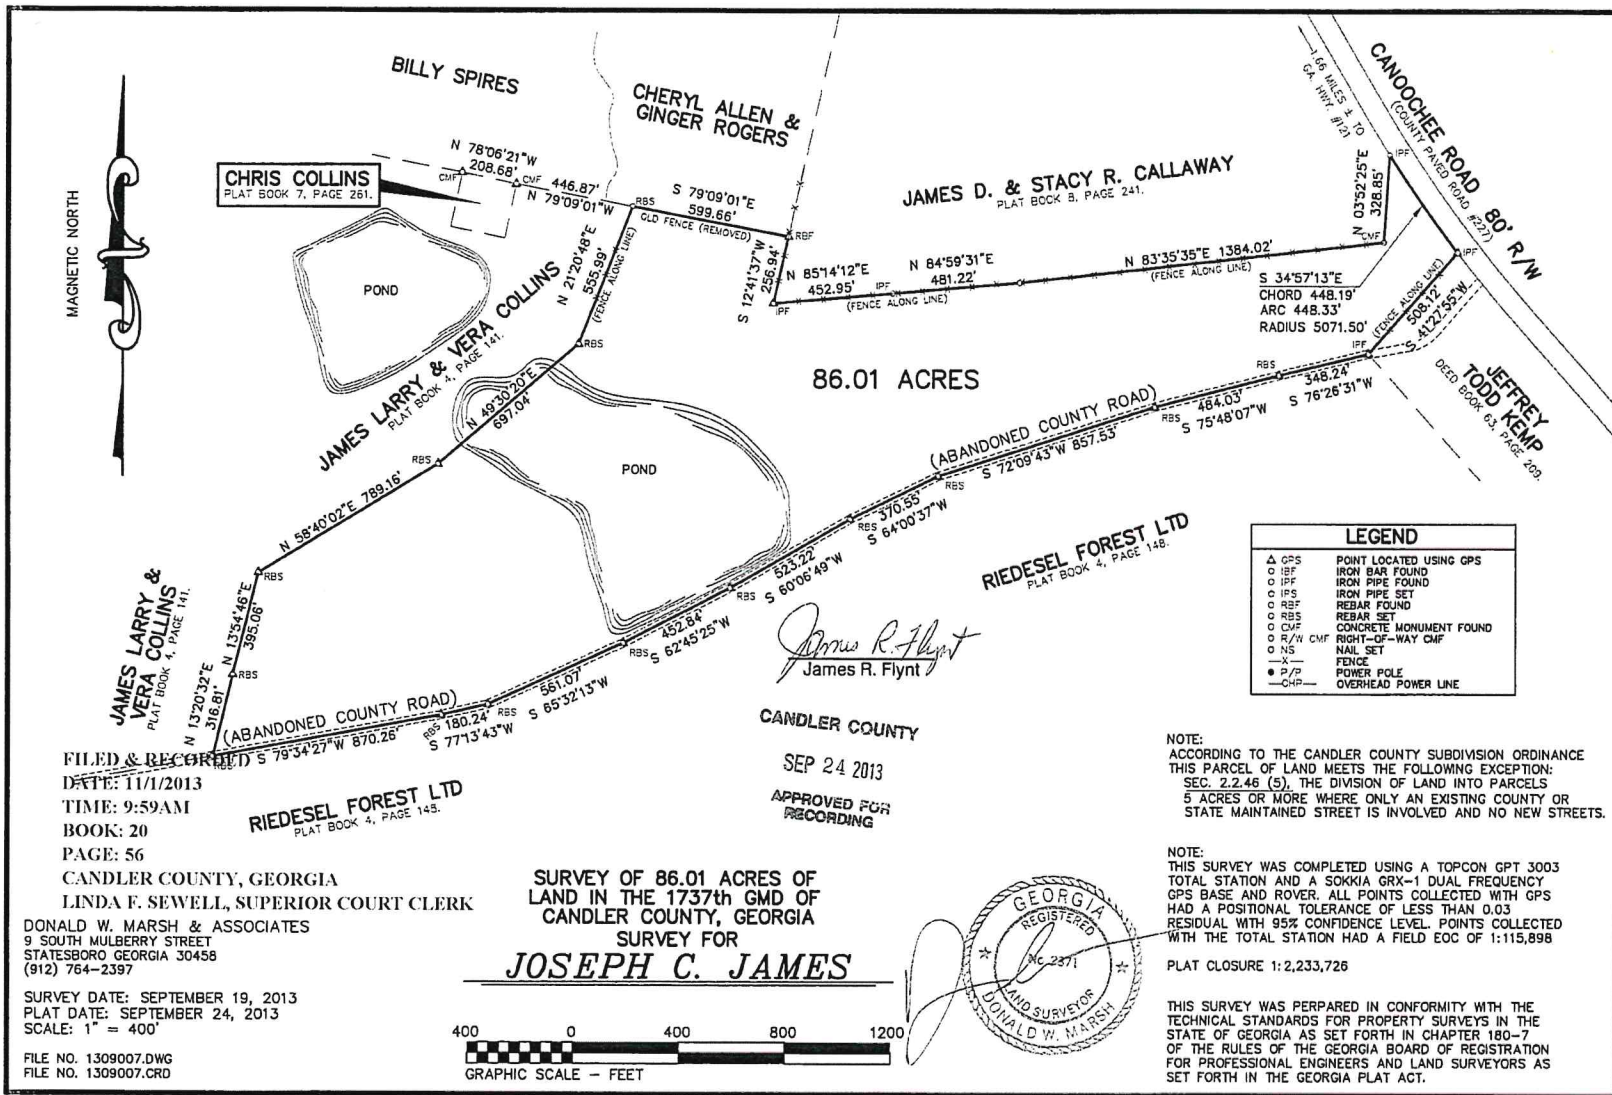 BILLY SPIRES
CHERYL ALLEN &
GINGER ROGERS
MAGNETIC NORTH
CHRIS COLLINS
PLAT BOOK 7, PAGE 261.
N 78°06'21"W
208.68'
CMF
CMF
446.87'
N 79°09'01"W
RBS
S 79°09'01"E
599.66'
OLD FENCE (REMOVED)
RBF
JAMES D. & STACY R. CALLAWAY
PLAT BOOK 8, PAGE 241.
1.66 MILES ± TO
GA. HWY. #121
CANOOCHEE ROAD 80' R/W
(COUNTY PAVED ROAD #227)
IPF
N 03°52'25"E
328.85'
CMF
IPF
S 12°41'37"W
256.94'
IPF
N 85°14'12"E
452.95'
IPF
(FENCE ALONG LINE)
N 84°59'31"E
481.22'
N 83°35'35"E 1384.02'
(FENCE ALONG LINE)
S 34°57'13"E
CHORD 448.19'
ARC 448.33'
RADIUS 5071.50'
(FENCE ALONG LINE)
508.12'
S 41°27'55"W
IPF
JEFFREY
TODD KEMP
DEED BOOK 63, PAGE 209.
POND
N 21°20'48"E
555.99'
(FENCE ALONG LINE)
RBS
JAMES LARRY & VERA COLLINS
PLAT BOOK 4, PAGE 141.
N 49°30'20"E
697.04'
RBS
86.01 ACRES
POND
N 58°40'02"E 789.16'
RBS
JAMES LARRY &
VERA COLLINS
PLAT BOOK 4, PAGE 141.
N 13°54'46"E
395.06'
RBS
N 13°20'32"E
316.81'
RBS
(ABANDONED COUNTY ROAD)
S 79°34'27"W 870.26'
RBS
180.24'
S 77°13'43"W
RBS
561.07'
S 65°32'13"W
RBS
452.84'
S 62°45'25"W
RBS
523.22'
S 60°06'49"W
RBS
370.55'
S 64°00'37"W
RBS
(ABANDONED COUNTY ROAD)
S 72°09'43"W 857.53'
RBS
484.03'
S 75°48'07"W
RBS
348.24'
S 76°26'31"W
RIEDESEL FOREST LTD
PLAT BOOK 4, PAGE 148.
RIEDESEL FOREST LTD
PLAT BOOK 4, PAGE 145.
LEGEND
GPS POINT LOCATED USING GPS
IBF IRON BAR FOUND
IPF IRON PIPE FOUND
IPS IRON PIPE SET
RBF REBAR FOUND
RBS REBAR SET
CMF CONCRETE MONUMENT FOUND
R/W CMF RIGHT-OF-WAY CMF
NS NAIL SET
—X— FENCE
P/P POWER POLE
—OHP— OVERHEAD POWER LINE
James R. Flynt
James R. Flynt
CANDLER COUNTY
SEP 24 2013
APPROVED FOR
RECORDING
FILED & RECORDED
DATE: 11/1/2013
TIME: 9:59AM
BOOK: 20
PAGE: 56
CANDLER COUNTY, GEORGIA
LINDA F. SEWELL, SUPERIOR COURT CLERK
DONALD W. MARSH & ASSOCIATES
9 SOUTH MULBERRY STREET
STATESBORO GEORGIA 30458
(912) 764-2397
SURVEY DATE: SEPTEMBER 19, 2013
PLAT DATE: SEPTEMBER 24, 2013
SCALE: 1" = 400'
FILE NO. 1309007.DWG
FILE NO. 1309007.CRD
SURVEY OF 86.01 ACRES OF
LAND IN THE 1737th GMD OF
CANDLER COUNTY, GEORGIA
SURVEY FOR
JOSEPH C. JAMES
400 0 400 800 1200
GRAPHIC SCALE – FEET
GEORGIA
REGISTERED
No. 2371
LAND SURVEYOR
DONALD W. MARSH
NOTE:
ACCORDING TO THE CANDLER COUNTY SUBDIVISION ORDINANCE
THIS PARCEL OF LAND MEETS THE FOLLOWING EXCEPTION:
SEC. 2.2.46 (5), THE DIVISION OF LAND INTO PARCELS
5 ACRES OR MORE WHERE ONLY AN EXISTING COUNTY OR
STATE MAINTAINED STREET IS INVOLVED AND NO NEW STREETS.
NOTE:
THIS SURVEY WAS COMPLETED USING A TOPCON GPT 3003
TOTAL STATION AND A SOKKIA GRX-1 DUAL FREQUENCY
GPS BASE AND ROVER. ALL POINTS COLLECTED WITH GPS
HAD A POSITIONAL TOLERANCE OF LESS THAN 0.03
RESIDUAL WITH 95% CONFIDENCE LEVEL. POINTS COLLECTED
WITH THE TOTAL STATION HAD A FIELD EOC OF 1:115,898
PLAT CLOSURE 1:2,233,726
THIS SURVEY WAS PERPARED IN CONFORMITY WITH THE
TECHNICAL STANDARDS FOR PROPERTY SURVEYS IN THE
STATE OF GEORGIA AS SET FORTH IN CHAPTER 180-7
OF THE RULES OF THE GEORGIA BOARD OF REGISTRATION
FOR PROFESSIONAL ENGINEERS AND LAND SURVEYORS AS
SET FORTH IN THE GEORGIA PLAT ACT.